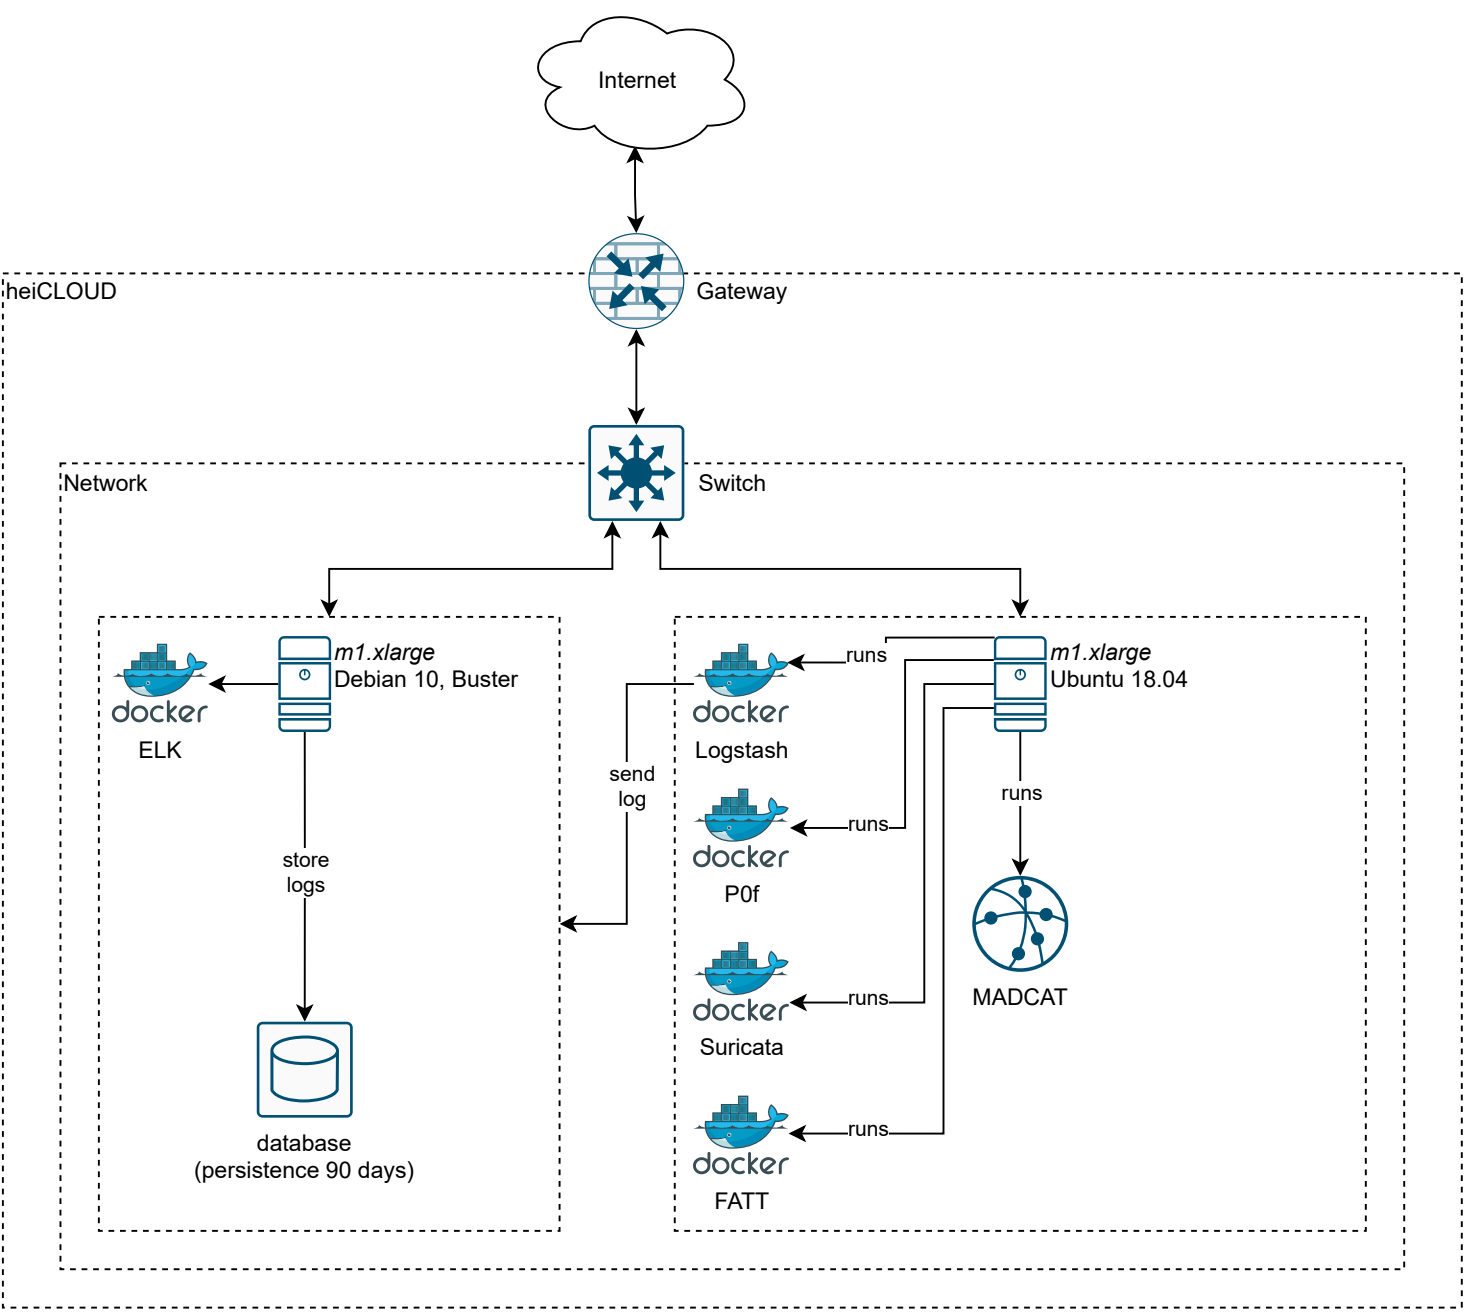 Internet
heiCLOUD
Gateway
Network
Switch
docker
ELK
m1.xlarge
Debian 10, Buster
store
logs
database
(persistence 90 days)
send
log
docker
Logstash
runs
m1.xlarge
Ubuntu 18.04
docker
P0f
runs
runs
MADCAT
docker
Suricata
runs
docker
FATT
runs